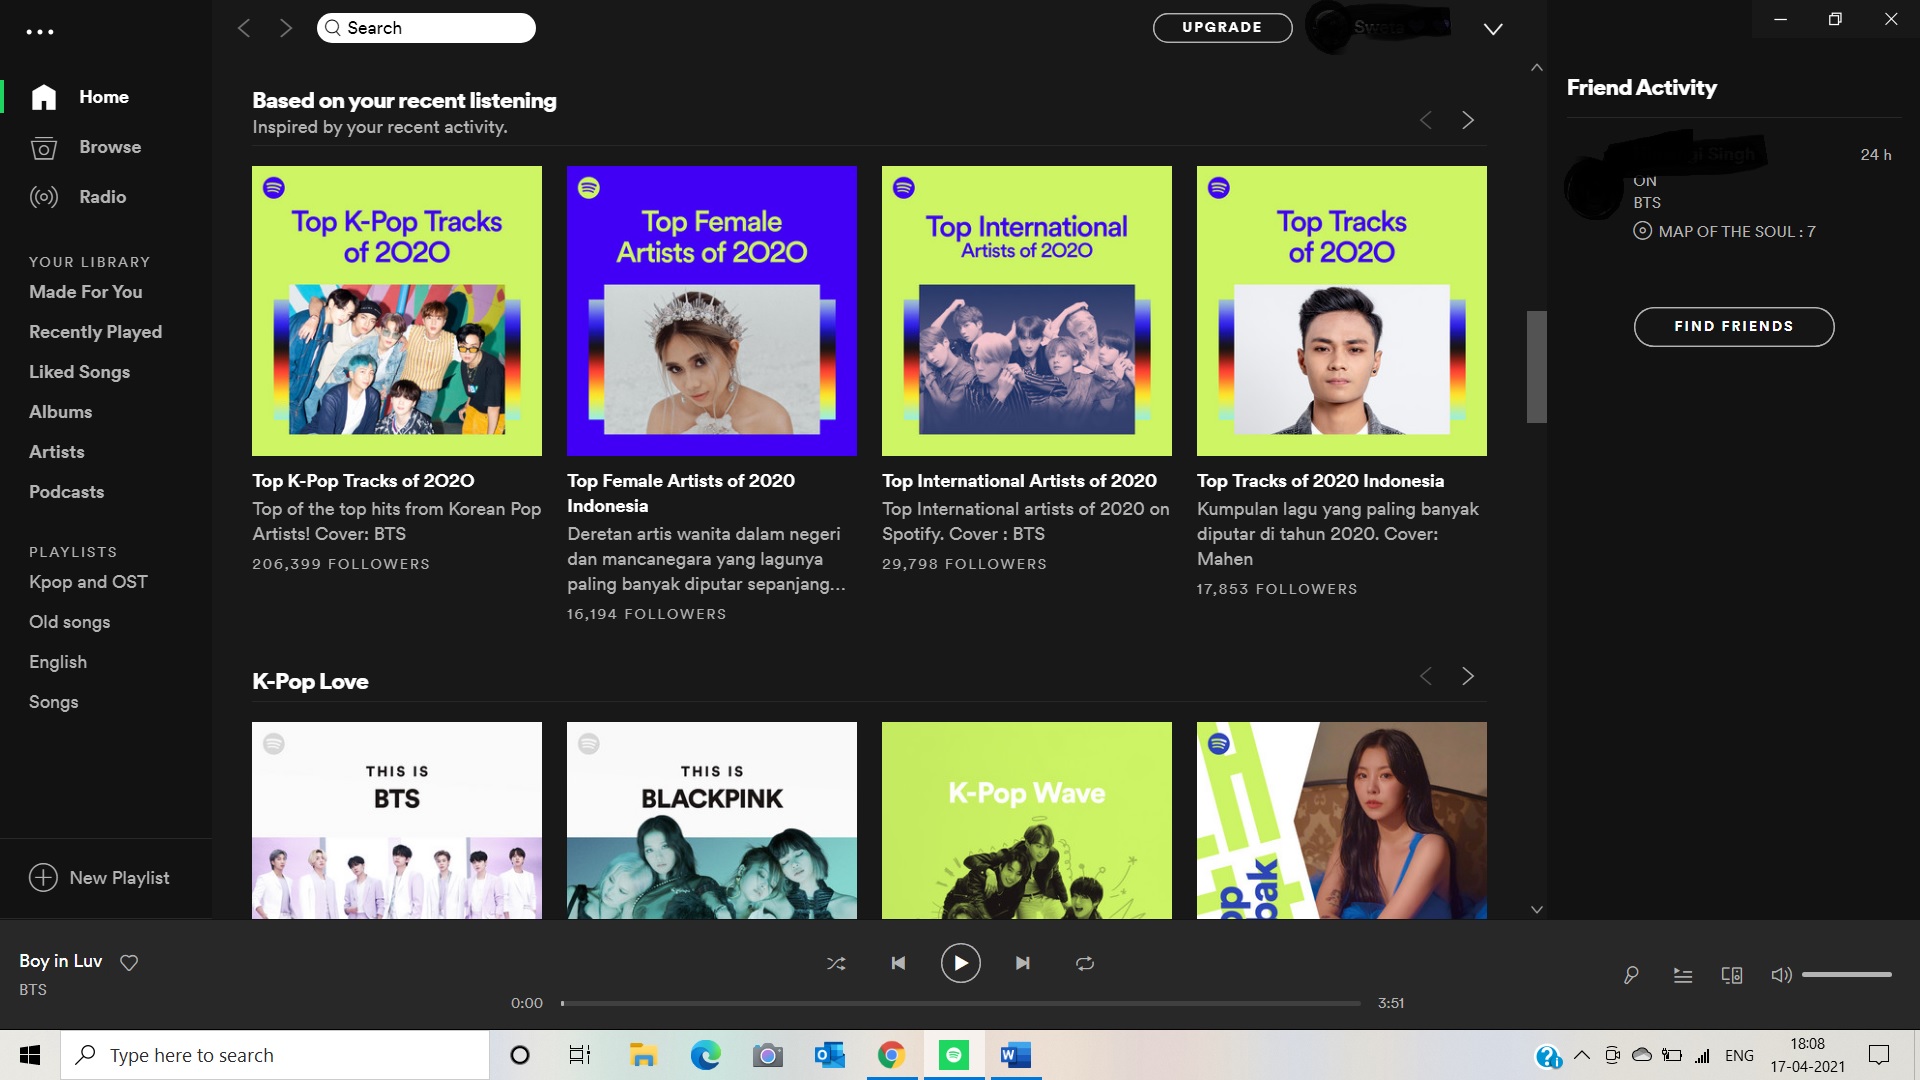 Search
UPGRADE
Home
Browse
Radio
YOUR LIBRARY
Made For You
Recently Played
Liked Songs
Albums
Artists
Podcasts
PLAYLISTS
Kpop and OST
Old songs
English
Songs
New Playlist
Based on your recent listening
Inspired by your recent activity.
Top K-Pop Tracks
of 2020
Top Female
Artists of 2020
Top International
Artists of 2020
Top Tracks
of 2020
Top K-Pop Tracks of 2020
Top of the top hits from Korean Pop
Artists! Cover: BTS
206,399 FOLLOWERS
Top Female Artists of 2020
Indonesia
Deretan artis wanita dalam negeri
dan mancanegara yang lagunya
paling banyak diputar sepanjang...
16,194 FOLLOWERS
Top International Artists of 2020
Top International artists of 2020 on
Spotify. Cover : BTS
29,798 FOLLOWERS
Top Tracks of 2020 Indonesia
Kumpulan lagu yang paling banyak
diputar di tahun 2020. Cover:
Mahen
17,853 FOLLOWERS
K-Pop Love
THIS IS
BTS
THIS IS
BLACKPINK
K-Pop Wave
Friend Activity
Singh
24 h
ON
BTS
MAP OF THE SOUL : 7
FIND FRIENDS
Boy in Luv
BTS
0:00
3:51
Type here to search
ENG
18:08
17-04-2021